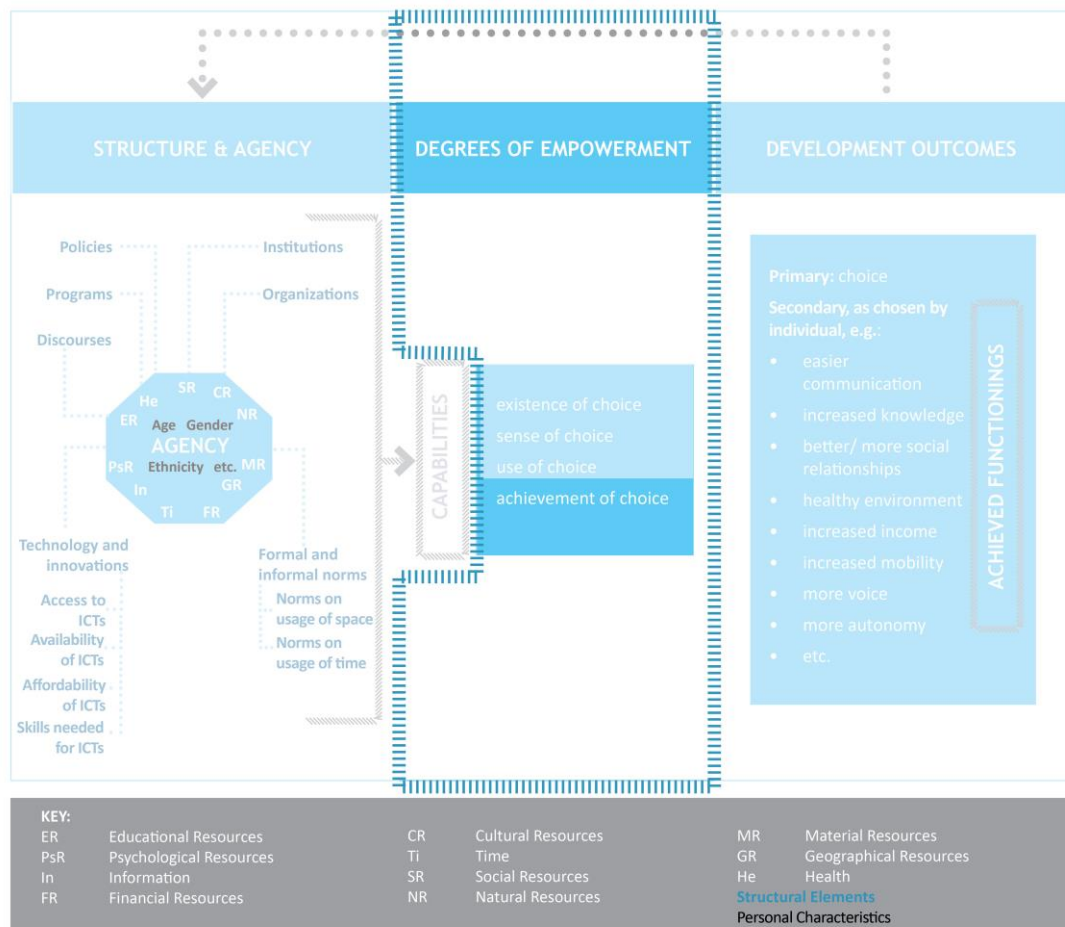 STRUCTURE & AGENCY
DEGREES OF EMPOWERMENT
DEVELOPMENT OUTCOMES
Policies
Institutions
Programs
Organizations
Discourses
He
SR
CR
ER
NR
Age Gender
AGENCY
Ethnicity etc.
PsR
MR
In
GR
Ti
FR
Technology and
innovations
Access to
ICTs
Availability
of ICTs
Affordability
of ICTs
Skills needed
for ICTs
Formal and
informal norms
Norms on
usage of space
Norms on
usage of time
CAPABILITIES
existence of choice
sense of choice
use of choice
achievement of choice
Primary: choice
Secondary, as chosen by
individual, e.g.:
• easier
communication
• increased knowledge
• better/ more social
relationships
• healthy environment
• increased income
• increased mobility
• more voice
• more autonomy
• etc.
ACHIEVED FUNCTIONINGS
KEY:
ER Educational Resources
PsR Psychological Resources
In Information
FR Financial Resources
CR Cultural Resources
Ti Time
SR Social Resources
NR Natural Resources
MR Material Resources
GR Geographical Resources
He Health
Structural Elements
Personal Characteristics